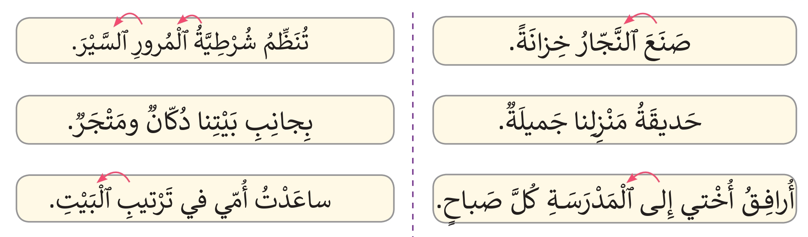 صَنَعَ ٱلنَّجّارُ خِزانَةً.
حَديقَةُ مَنْزِلِنا جَميلَةٌ.
أُرافِقُ أُخْتي إِلى ٱلْمَدْرَسَةِ كُلَّ صَباحٍ.
تُنَظِّمُ شُرْطِيَّةُ ٱلْمُرورِ ٱلسَّيْرَ.
بِجانِبِ بَيْتِنا دُكّانٌ ومَتْجَرٌ.
ساعَدْتُ أُمّي في تَرْتيبِ ٱلْبَيْتِ.